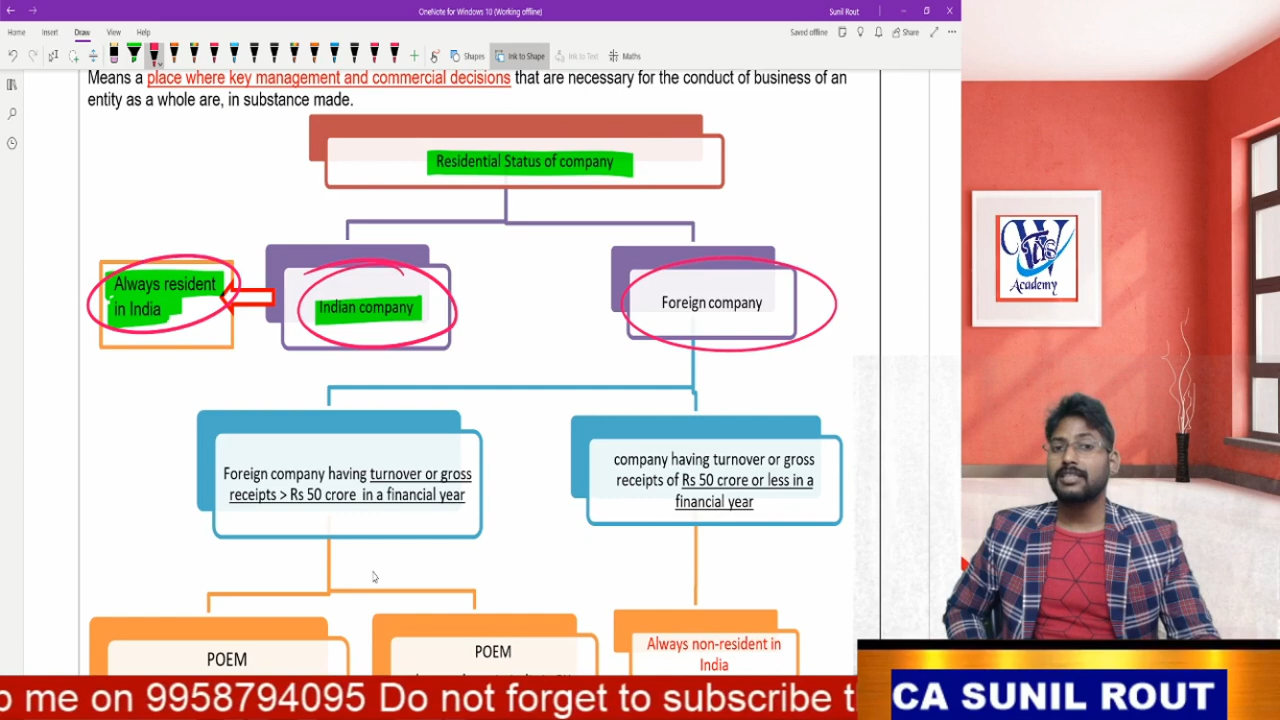 OneNote for Windows 10 (Working offline)
Sunil Rout
Home Insert Draw View Help
Saved offline
Share
Shapes
Ink to Shape
Ink to Text
Maths
Means a place where key management and commercial decisions that are necessary for the conduct of business of an
entity as a whole are, in substance made.
Residential Status of company
Always resident
in India
Indian company
Foreign company
Foreign company having turnover or gross
receipts > Rs 50 crore in a financial year
company having turnover or gross
receipts of Rs 50 crore or less in a
financial year
POEM
POEM
Always non-resident in
India
Academy
p me on 9958794095 Do not forget to subscribe t
CA SUNIL ROUT